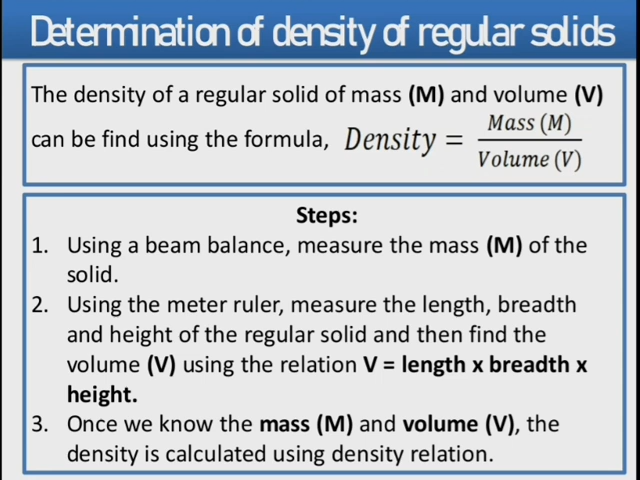 Determination of density of regular solids
The density of a regular solid of mass (M) and volume (V)
can be find using the formula, Density = Mass (M) / Volume (V)
Steps:
1. Using a beam balance, measure the mass (M) of the
solid.
2. Using the meter ruler, measure the length, breadth
and height of the regular solid and then find the
volume (V) using the relation V = length x breadth x
height.
3. Once we know the mass (M) and volume (V), the
density is calculated using density relation.